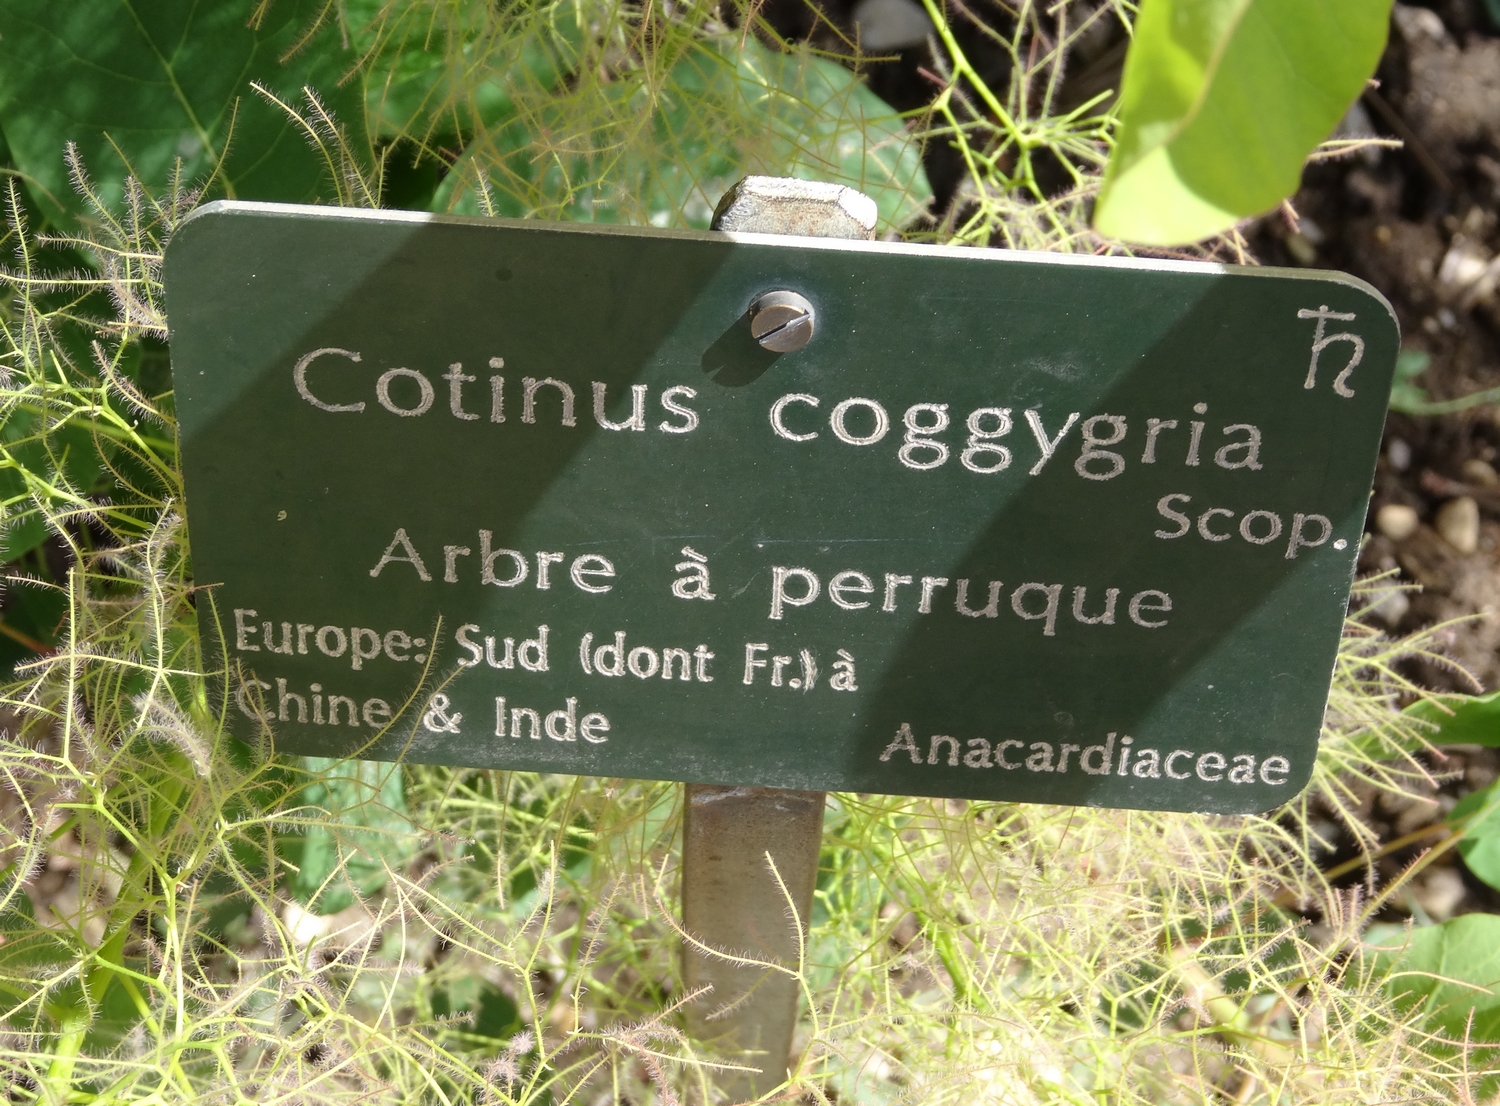 ♄
Cotinus coggygria
Scop.
Arbre à perruque
Europe: Sud (dont Fr.) à
Chine & Inde
Anacardiaceae